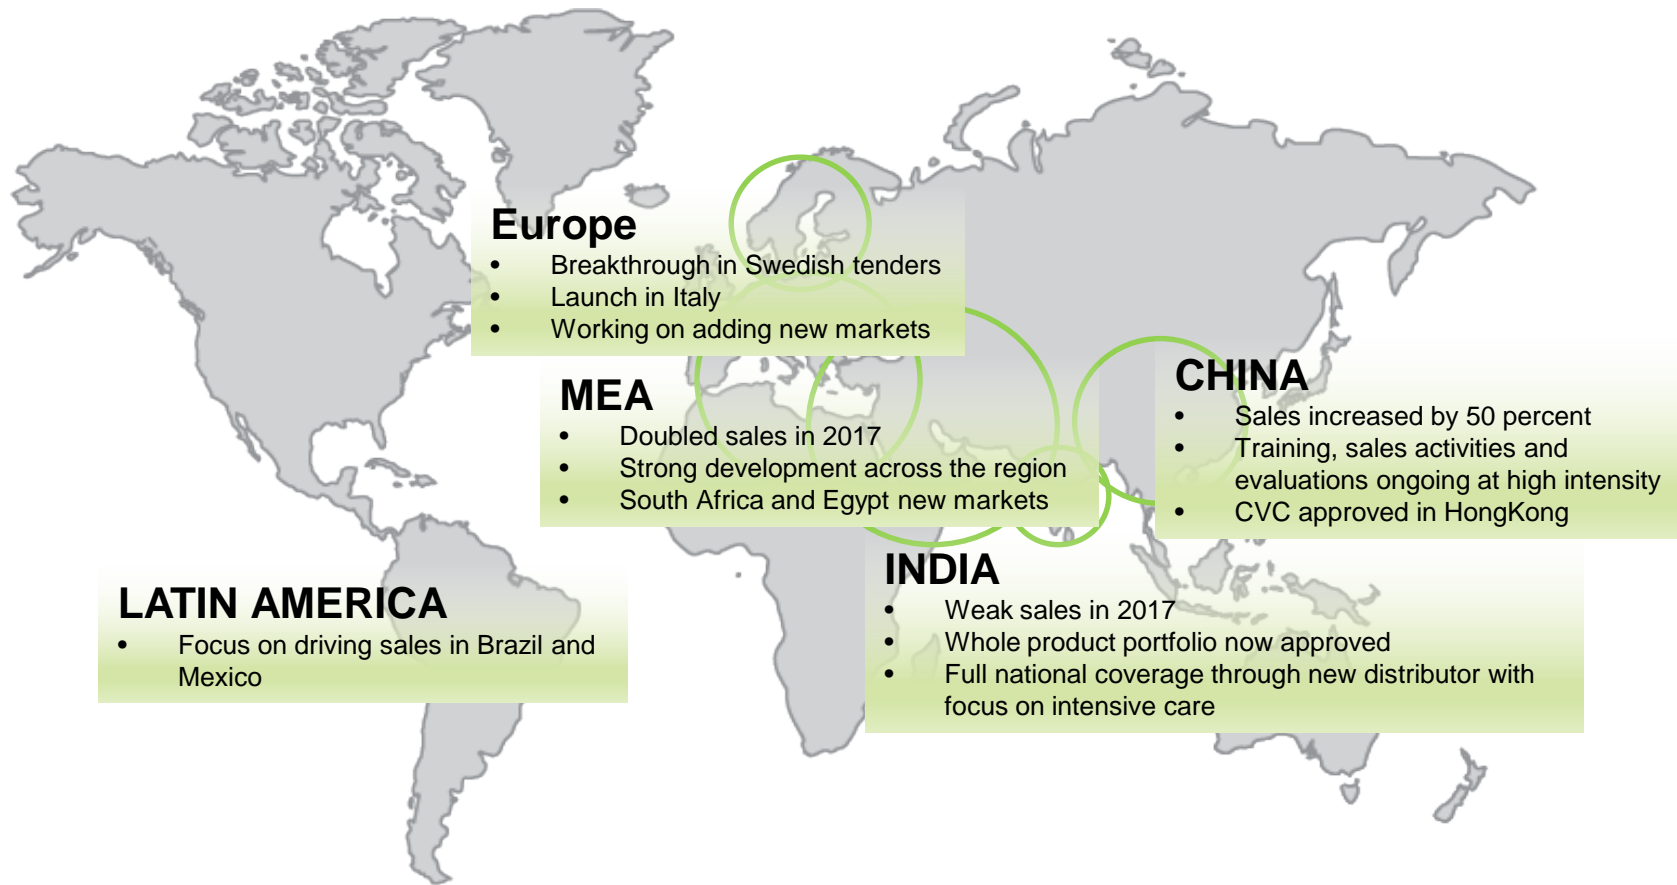 Europe
• Breakthrough in Swedish tenders
• Launch in Italy
• Working on adding new markets
MEA
• Doubled sales in 2017
• Strong development across the region
• South Africa and Egypt new markets
CHINA
• Sales increased by 50 percent
• Training, sales activities and
evaluations ongoing at high intensity
• CVC approved in HongKong
LATIN AMERICA
• Focus on driving sales in Brazil and
Mexico
INDIA
• Weak sales in 2017
• Whole product portfolio now approved
• Full national coverage through new distributor with
focus on intensive care